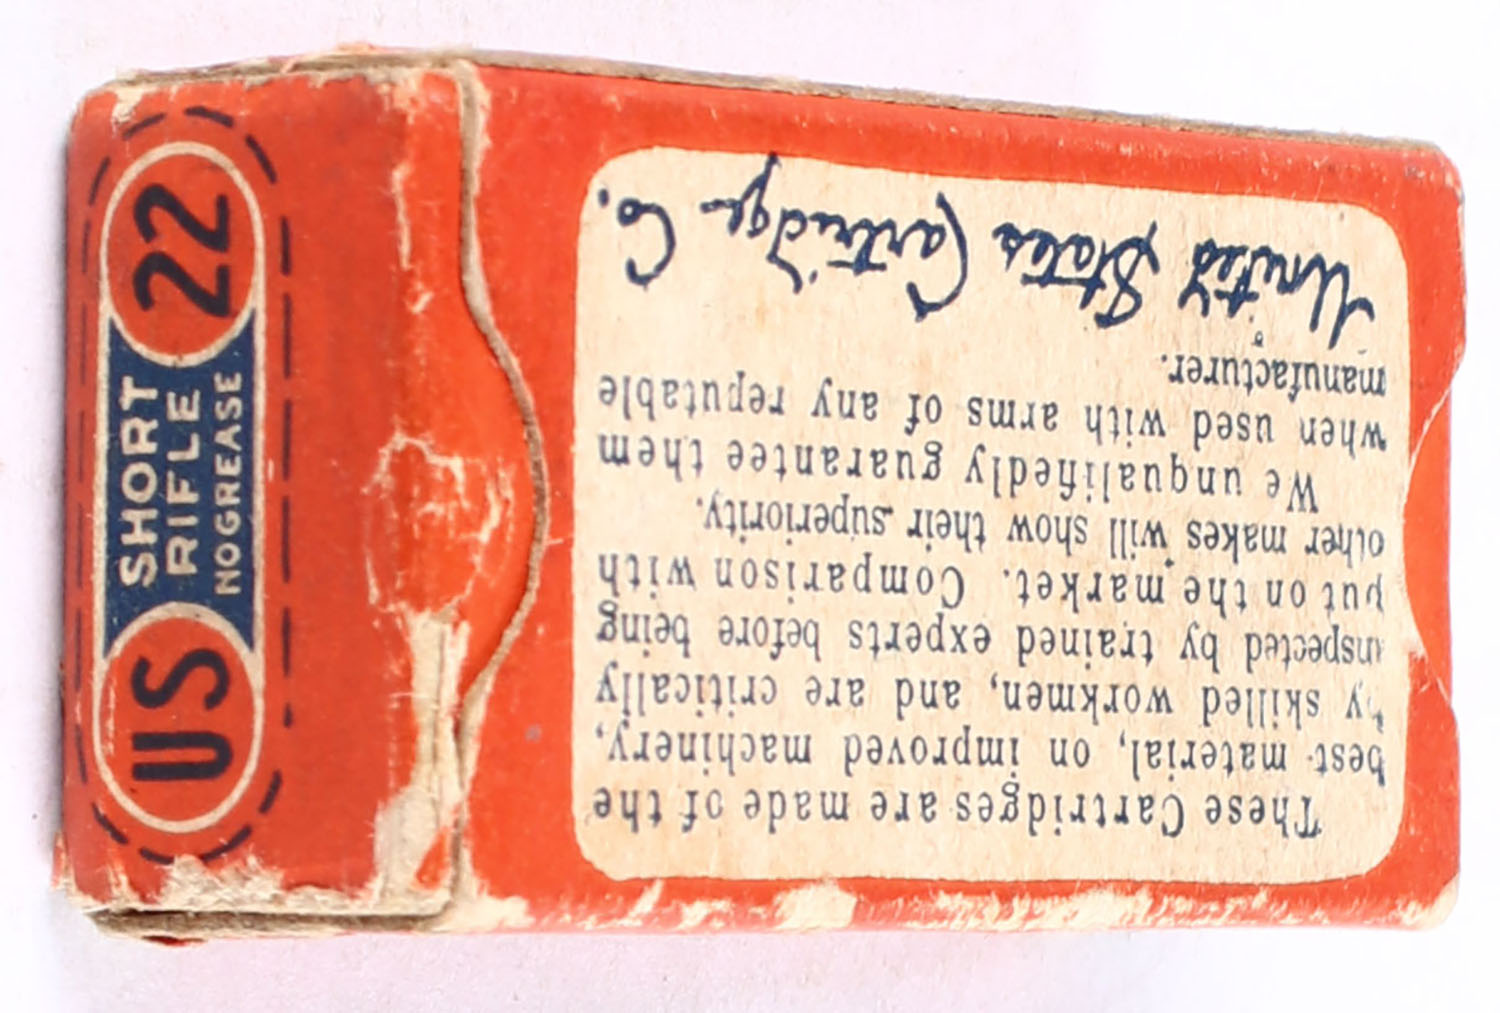 US
SHORT
RIFLE
NOGREASE
22
These Cartridges are made of the
best material, on improved machinery,
by skilled workmen, and are critically
inspected by trained experts before being
put on the market. Comparison with
other makes will show their superiority.
We unqualifiedly guarantee them
when used with arms of any reputable
manufacturer.
United States Cartridge Co.